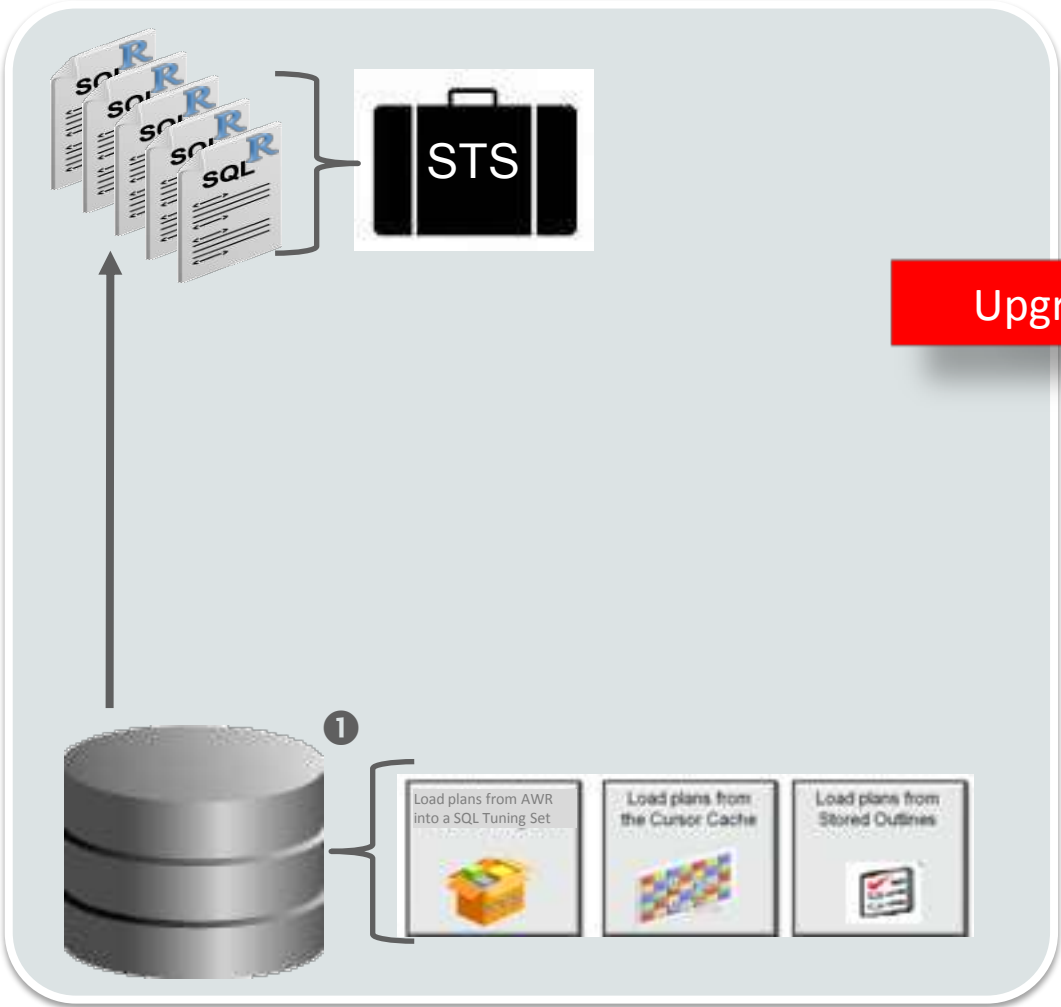 SQL R
SQL R
SQL R
SQL R
SQL R
STS
Upgr
1
Load plans from AWR
into a SQL Tuning Set
Load plans from
the Cursor Cache
Load plans from
Stored Outlines